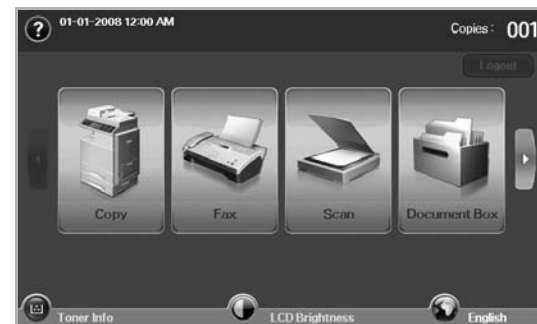 ? 01-01-2008 12:00 AM Copies : 001
Logout
Copy Fax Scan Document Box
Toner Info LCD Brightness English